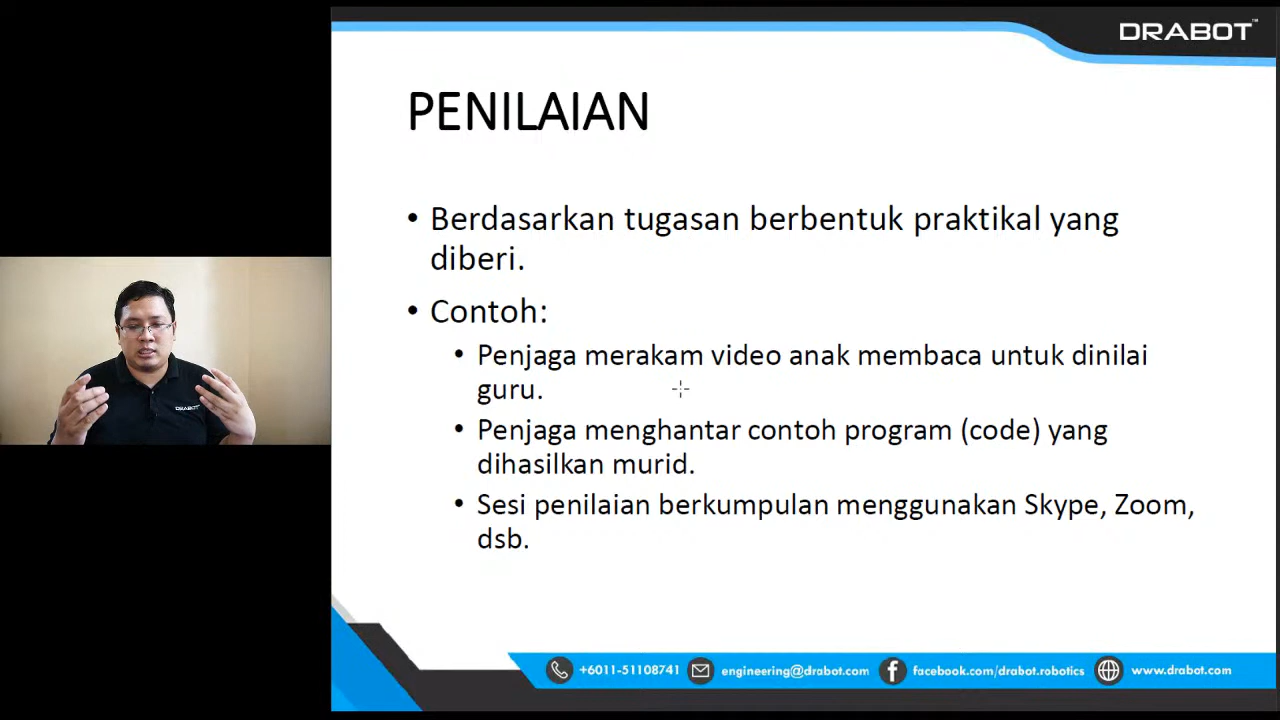 DRABOT™
PENILAIAN
• Berdasarkan tugasan berbentuk praktikal yang
diberi.
• Contoh:
• Penjaga merakam video anak membaca untuk dinilai
guru.
• Penjaga menghantar contoh program (code) yang
dihasilkan murid.
• Sesi penilaian berkumpulan menggunakan Skype, Zoom,
dsb.
DRABOT
+6011-51108741 engineering@drabot.com facebook.com/drabot.robotics www.drabot.com